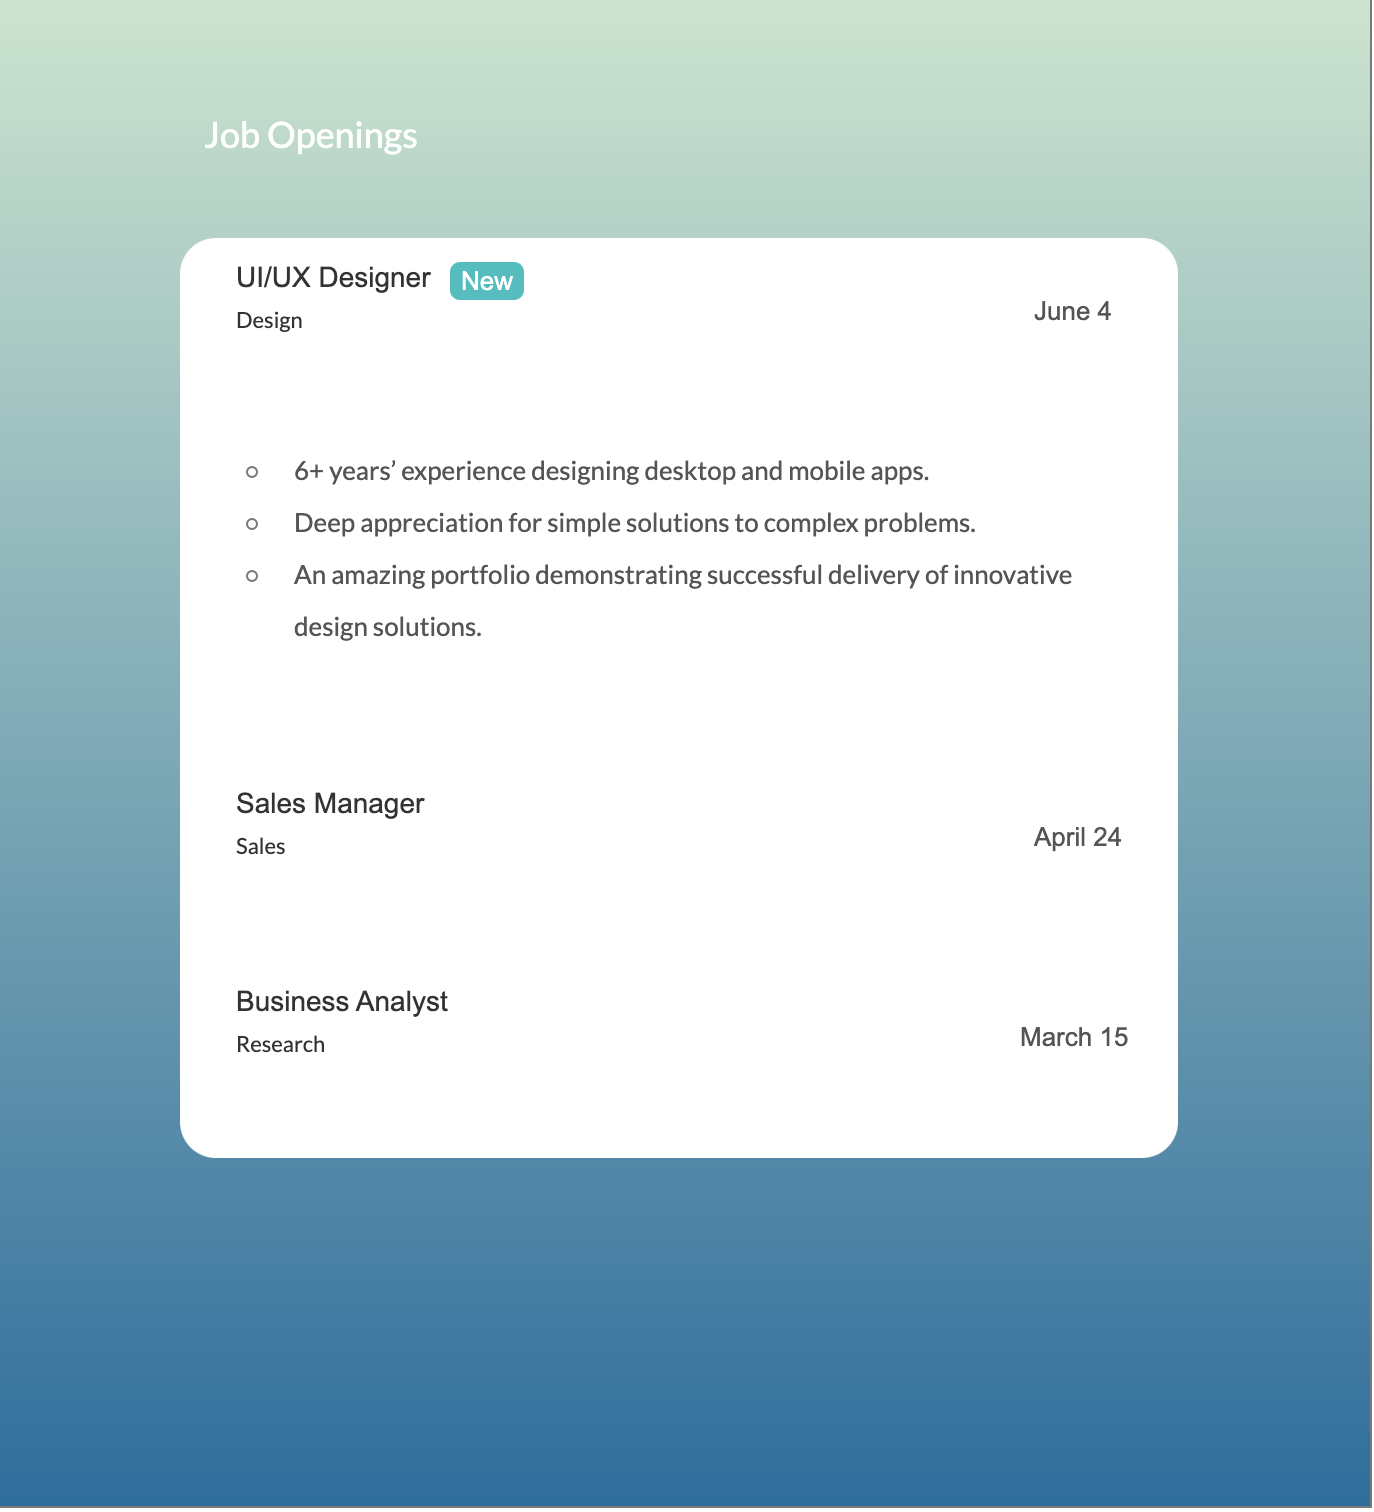 Job Openings
UI/UX Designer New
Design
June 4
6+ years’ experience designing desktop and mobile apps.
Deep appreciation for simple solutions to complex problems.
An amazing portfolio demonstrating successful delivery of innovative
design solutions.
Sales Manager
Sales
April 24
Business Analyst
Research
March 15